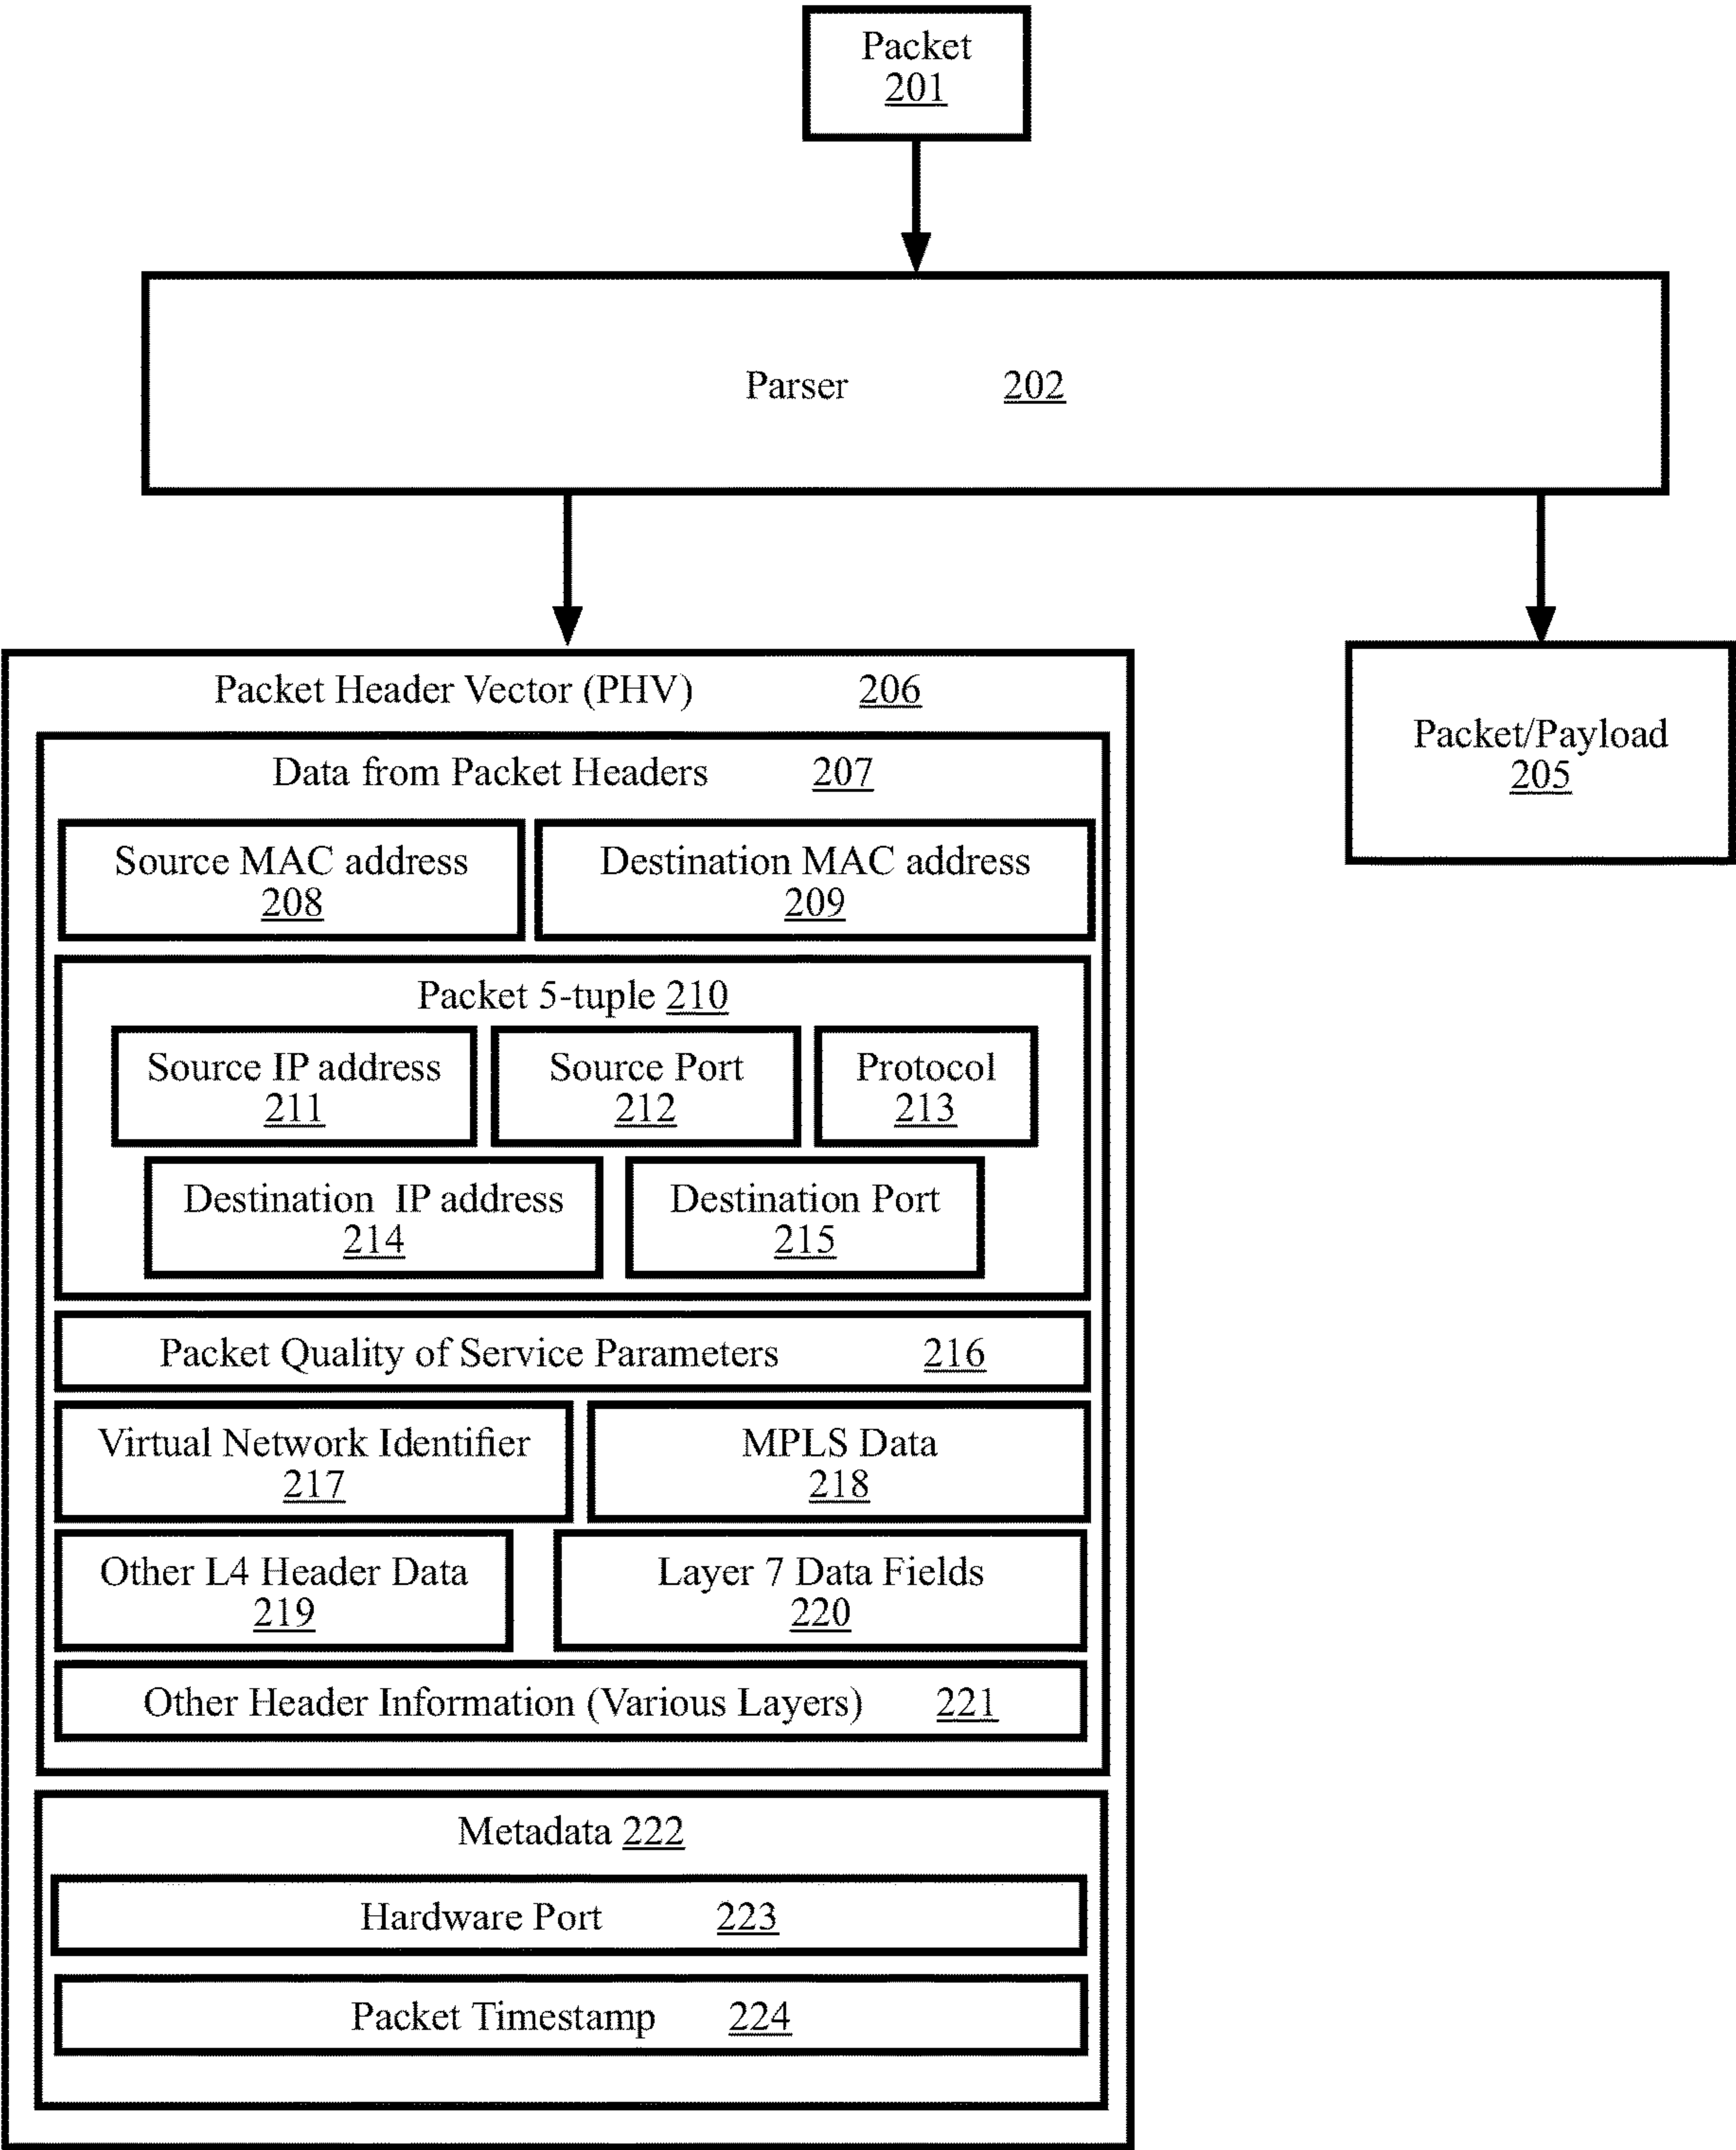 Packet
201
Parser 202
Packet Header Vector (PHV) 206
Data from Packet Headers 207
Source MAC address
208
Destination MAC address
209
Packet 5-tuple 210
Source IP address
211
Source Port
212
Protocol
213
Destination IP address
214
Destination Port
215
Packet Quality of Service Parameters 216
Virtual Network Identifier
217
MPLS Data
218
Other L4 Header Data
219
Layer 7 Data Fields
220
Other Header Information (Various Layers) 221
Metadata 222
Hardware Port 223
Packet Timestamp 224
Packet/Payload
205